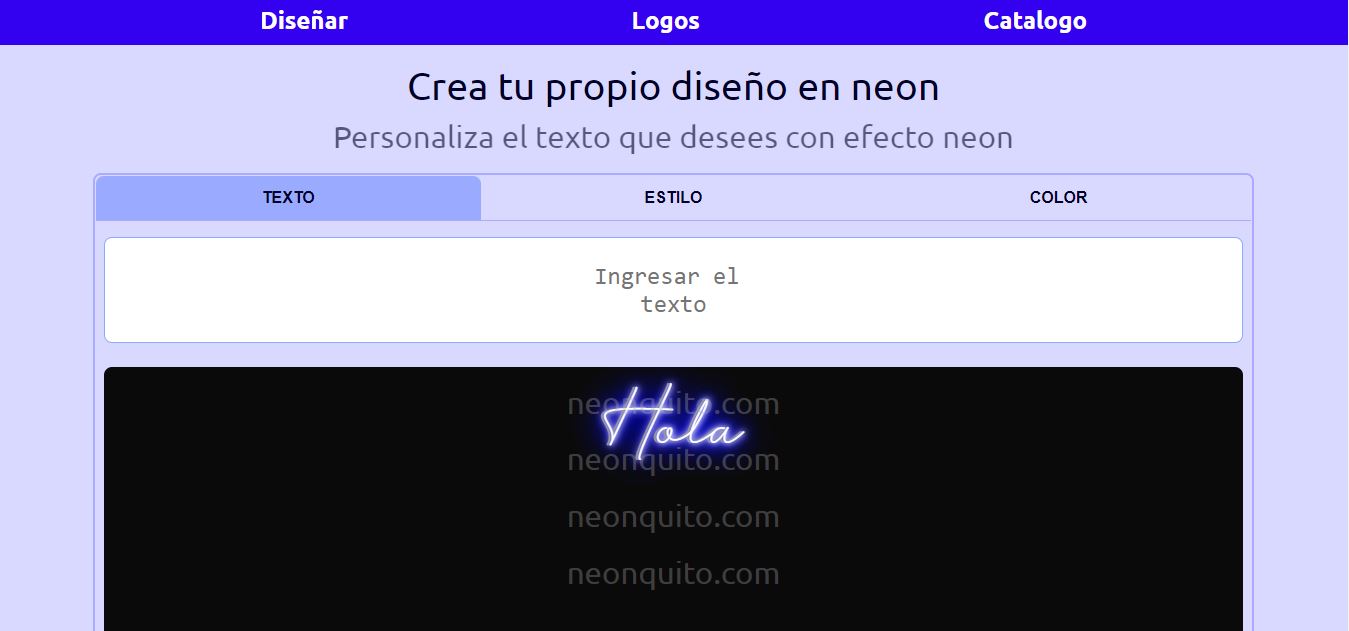 Diseñar Logos Catalogo
Crea tu propio diseño en neon
Personaliza el texto que desees con efecto neon
TEXTO ESTILO COLOR
Ingresar el
texto
neonquito.com
Hola
neonquito.com
neonquito.com
neonquito.com